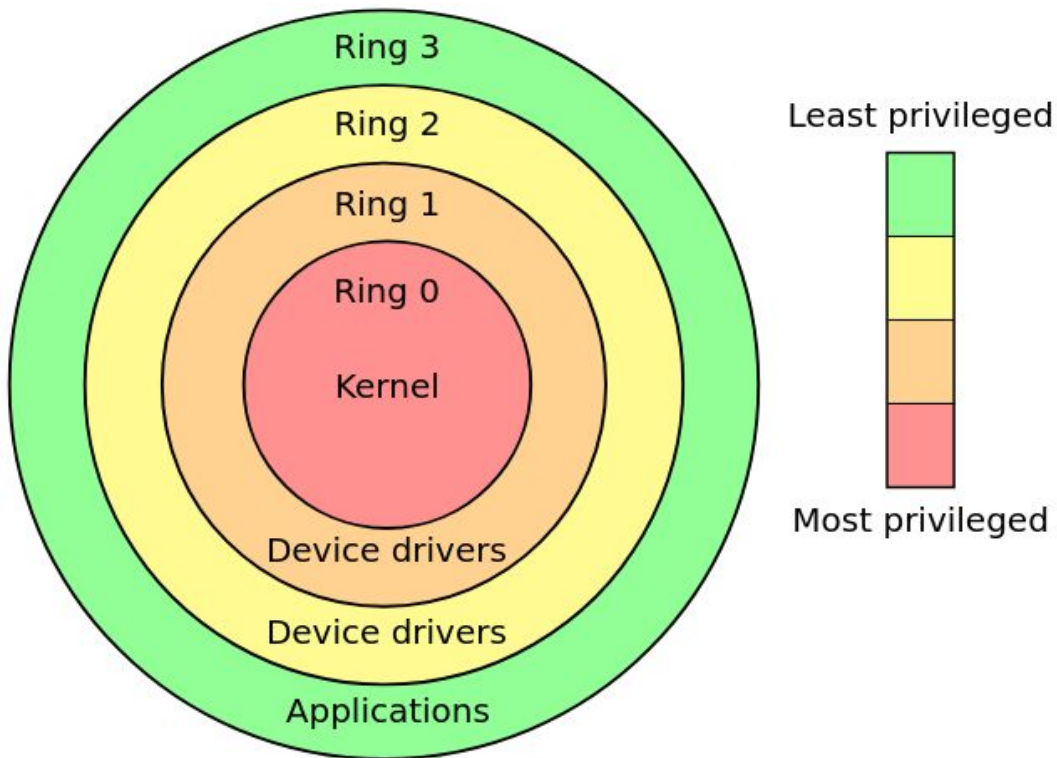 Ring 3
Ring 2
Ring 1
Ring 0
Kernel
Device drivers
Device drivers
Applications
Least privileged
Most privileged